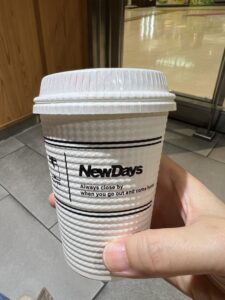 NewDays
always close by
when you go out and come home